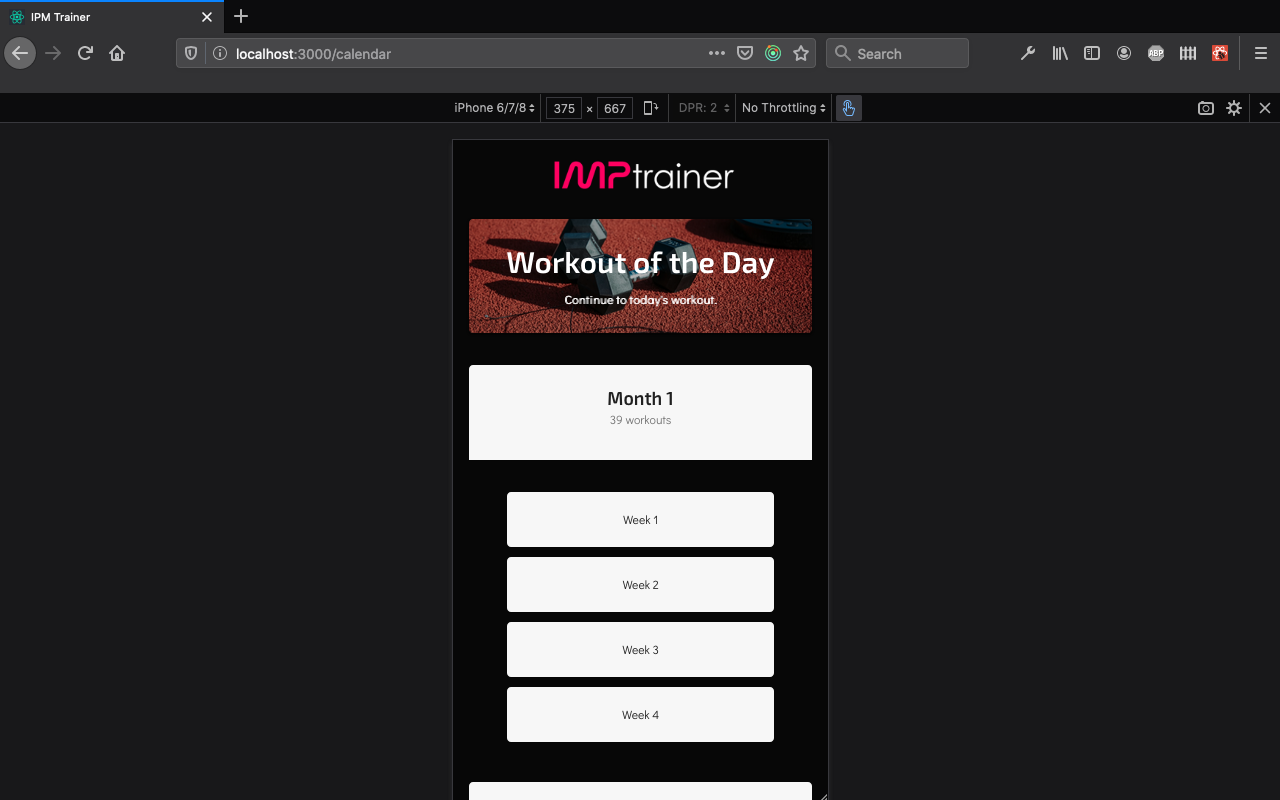 IPM Trainer
localhost:3000/calendar
Search
ABP
iPhone 6/7/8
375 × 667
DPR: 2
No Throttling
IMPtrainer
Workout of the Day
Continue to today's workout.
Month 1
39 workouts
Week 1
Week 2
Week 3
Week 4